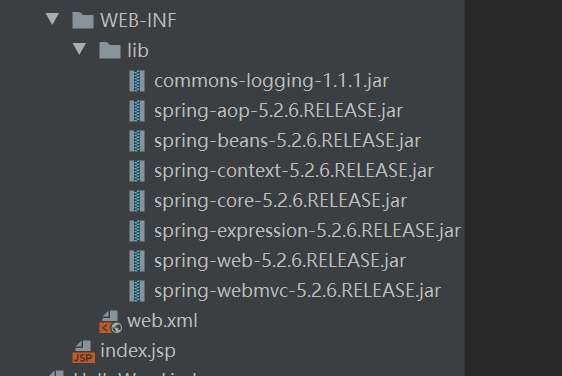 WEB-INF
lib
commons-logging-1.1.1.jar
spring-aop-5.2.6.RELEASE.jar
spring-beans-5.2.6.RELEASE.jar
spring-context-5.2.6.RELEASE.jar
spring-core-5.2.6.RELEASE.jar
spring-expression-5.2.6.RELEASE.jar
spring-web-5.2.6.RELEASE.jar
spring-webmvc-5.2.6.RELEASE.jar
web.xml
JSP index.jsp